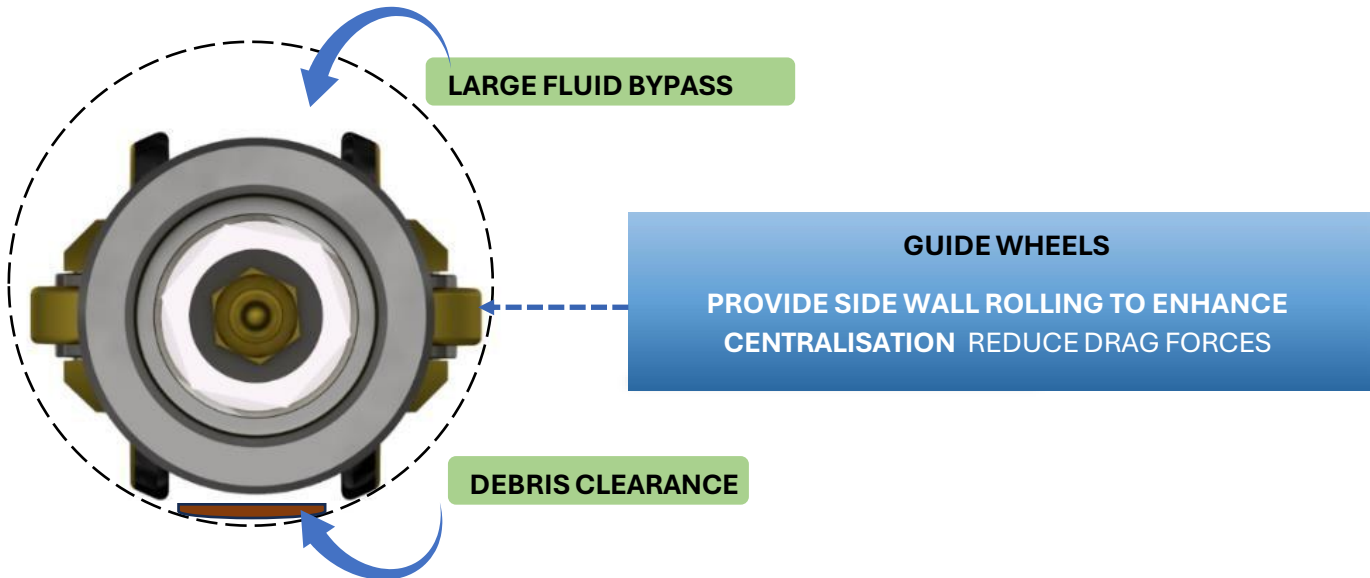 LARGE FLUID BYPASS
GUIDE WHEELS
PROVIDE SIDE WALL ROLLING TO ENHANCE
CENTRALISATION REDUCE DRAG FORCES
DEBRIS CLEARANCE